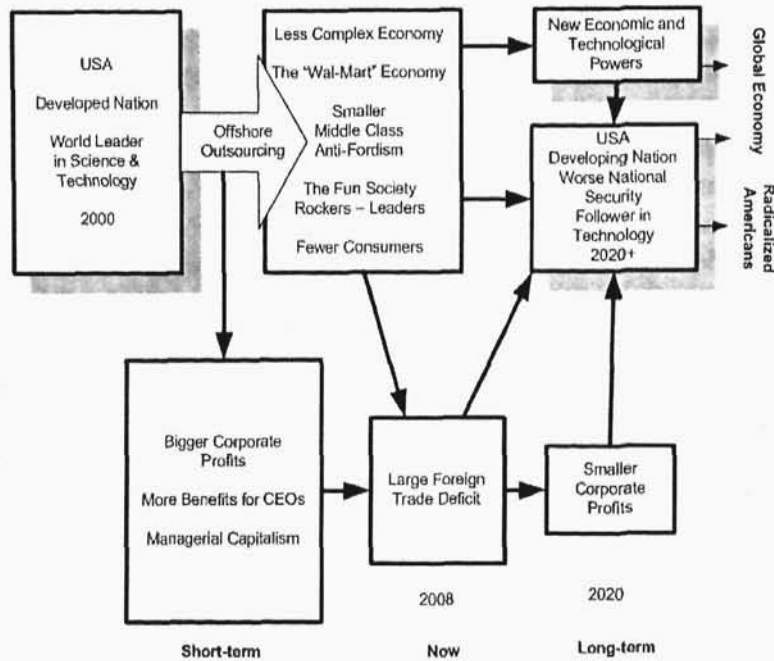 USA
Developed Nation
World Leader
in Science &
Technology
2000
Offshore
Outsourcing
Less Complex Economy
The "Wal-Mart" Economy
Smaller
Middle Class
Anti-Fordism
The Fun Society
Rockers – Leaders
Fewer Consumers
New Economic and
Technological
Powers
USA
Developing Nation
Worse National
Security
Follower in
Technology
2020+
Global Economy
Radicalized
Americans
Bigger Corporate
Profits
More Benefits for CEOs
Managerial Capitalism
Large Foreign
Trade Deficit
Smaller
Corporate
Profits
2008
2020
Short-term
Now
Long-term